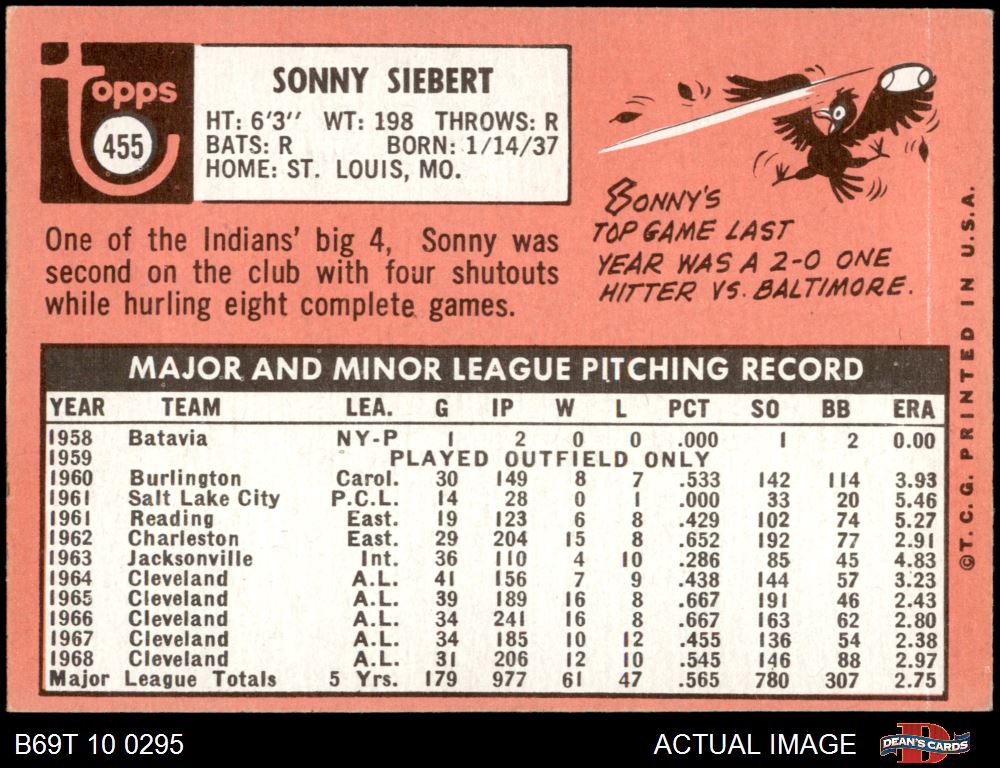 topps
455
SONNY SIEBERT
HT: 6'3" WT: 198 THROWS: R
BATS: R BORN: 1/14/37
HOME: ST. LOUIS, MO.
One of the Indians' big 4, Sonny was
second on the club with four shutouts
while hurling eight complete games.
SONNY'S
TOP GAME LAST
YEAR WAS A 2-0 ONE
HITTER VS. BALTIMORE.
MAJOR AND MINOR LEAGUE PITCHING RECORD
YEAR TEAM LEA. G IP W L PCT SO BB ERA
1958 Batavia NY-P 1 2 0 0 .000 1 2 0.00
1959 PLAYED OUTFIELD ONLY
1960 Burlington Carol. 30 149 8 7 .533 142 114 3.93
1961 Salt Lake City P.C.L. 14 28 0 1 .000 33 20 5.46
1961 Reading East. 19 123 6 8 .429 102 74 5.27
1962 Charleston East. 29 204 15 8 .652 192 77 2.91
1963 Jacksonville Int. 36 110 4 10 .286 85 45 4.83
1964 Cleveland A.L. 41 156 7 9 .438 144 57 3.23
1965 Cleveland A.L. 39 189 16 8 .667 191 46 2.43
1966 Cleveland A.L. 34 241 16 8 .667 163 62 2.80
1967 Cleveland A.L. 34 185 10 12 .455 136 54 2.38
1968 Cleveland A.L. 31 206 12 10 .545 146 88 2.97
Major League Totals 5 Yrs. 179 977 61 47 .565 780 307 2.75
©T.C.G. PRINTED IN U.S.A.
B69T 10 0295
ACTUAL IMAGE
DEAN'S CARDS